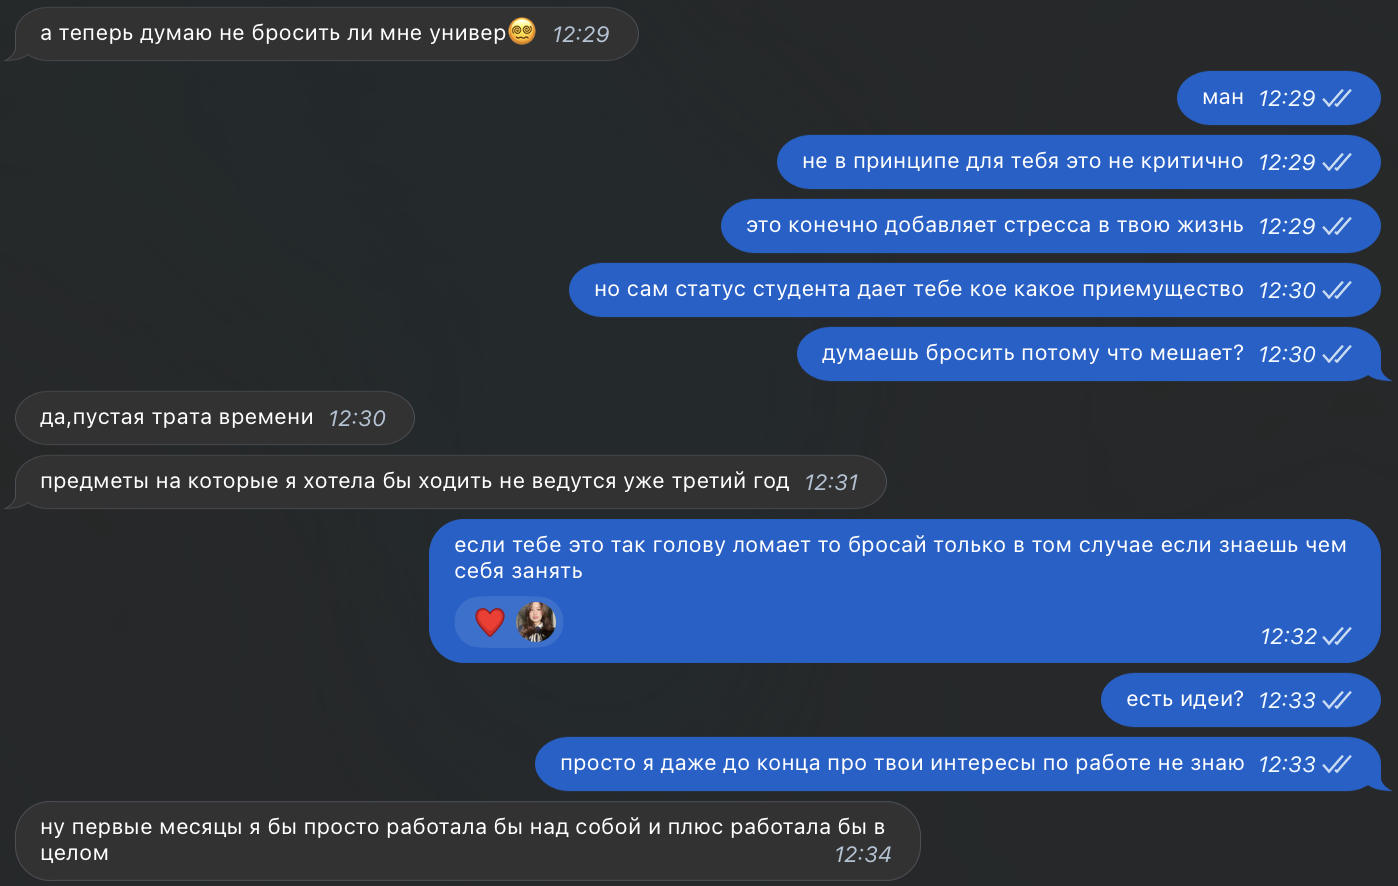 а теперь думаю не бросить ли мне универ😵‍💫 12:29
ман 12:29
не в принципе для тебя это не критично 12:29
это конечно добавляет стресса в твою жизнь 12:29
но сам статус студента дает тебе кое какое приемущество 12:30
думаешь бросить потому что мешает? 12:30
да,пустая трата времени 12:30
предметы на которые я хотела бы ходить не ведутся уже третий год 12:31
если тебе это так голову ломает то бросай только в том случае если знаешь чем
себя занять
12:32
есть идеи? 12:33
просто я даже до конца про твои интересы по работе не знаю 12:33
ну первые месяцы я бы просто работала бы над собой и плюс работала бы в
целом 12:34